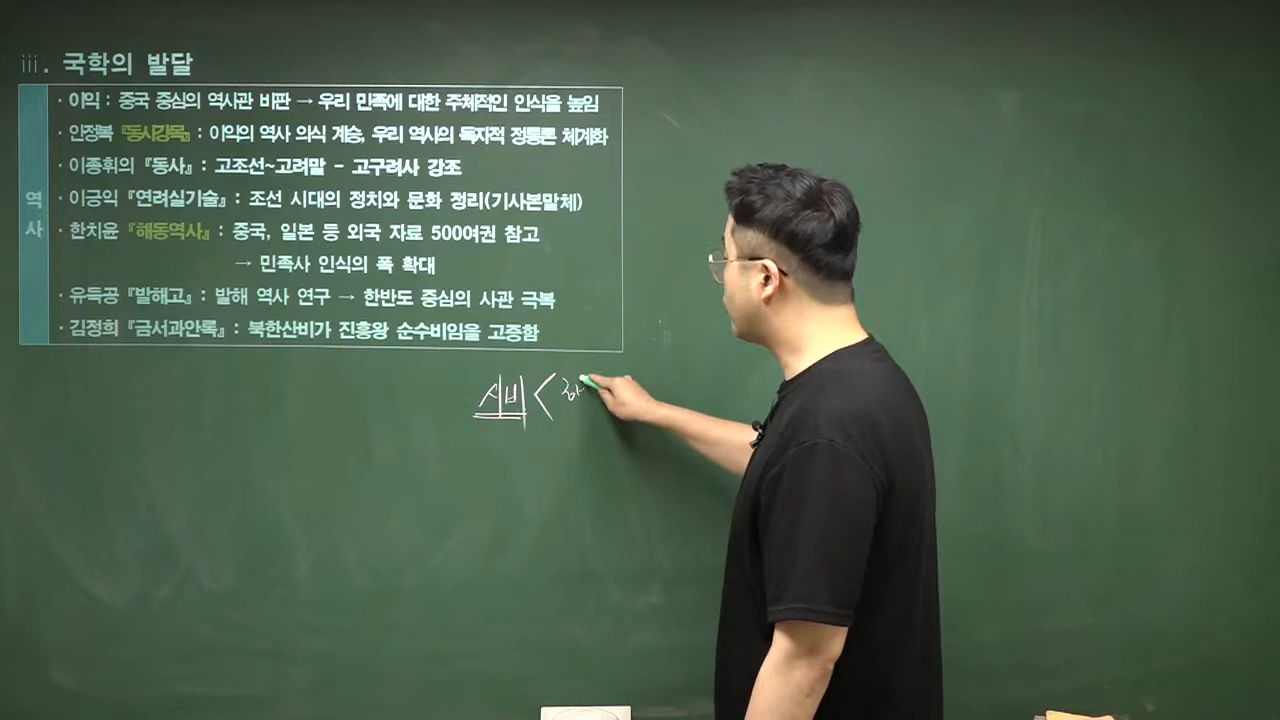 iii. 국학의 발달
역사
· 이익 : 중국 중심의 역사관 비판 → 우리 민족에 대한 주체적인 인식을 높임
· 안정복 『동사강목』 : 이익의 역사 의식 계승, 우리 역사의 독자적 정통론 체계화
· 이종휘의 『동사』 : 고조선~고려말 - 고구려사 강조
· 이긍익 『연려실기술』 : 조선 시대의 정치와 문화 정리(기사본말체)
· 한치윤 『해동역사』 : 중국, 일본 등 외국 자료 500여권 참고
→ 민족사 인식의 폭 확대
· 유득공 『발해고』 : 발해 역사 연구 → 한반도 중심의 사관 극복
· 김정희 『금석과안록』 : 북한산비가 진흥왕 순수비임을 고증함